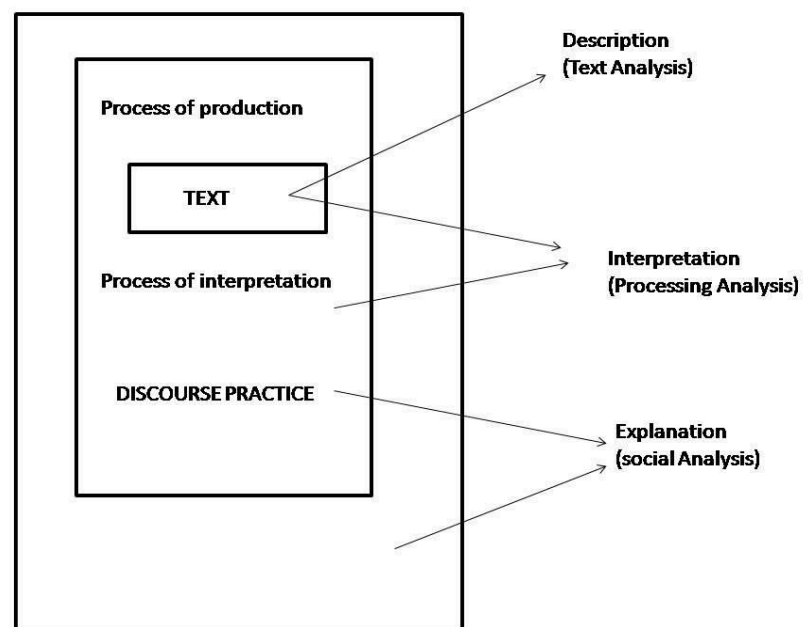 Description
(Text Analysis)
Process of production
TEXT
Interpretation
(Processing Analysis)
Process of interpretation
DISCOURSE PRACTICE
Explanation
(social Analysis)